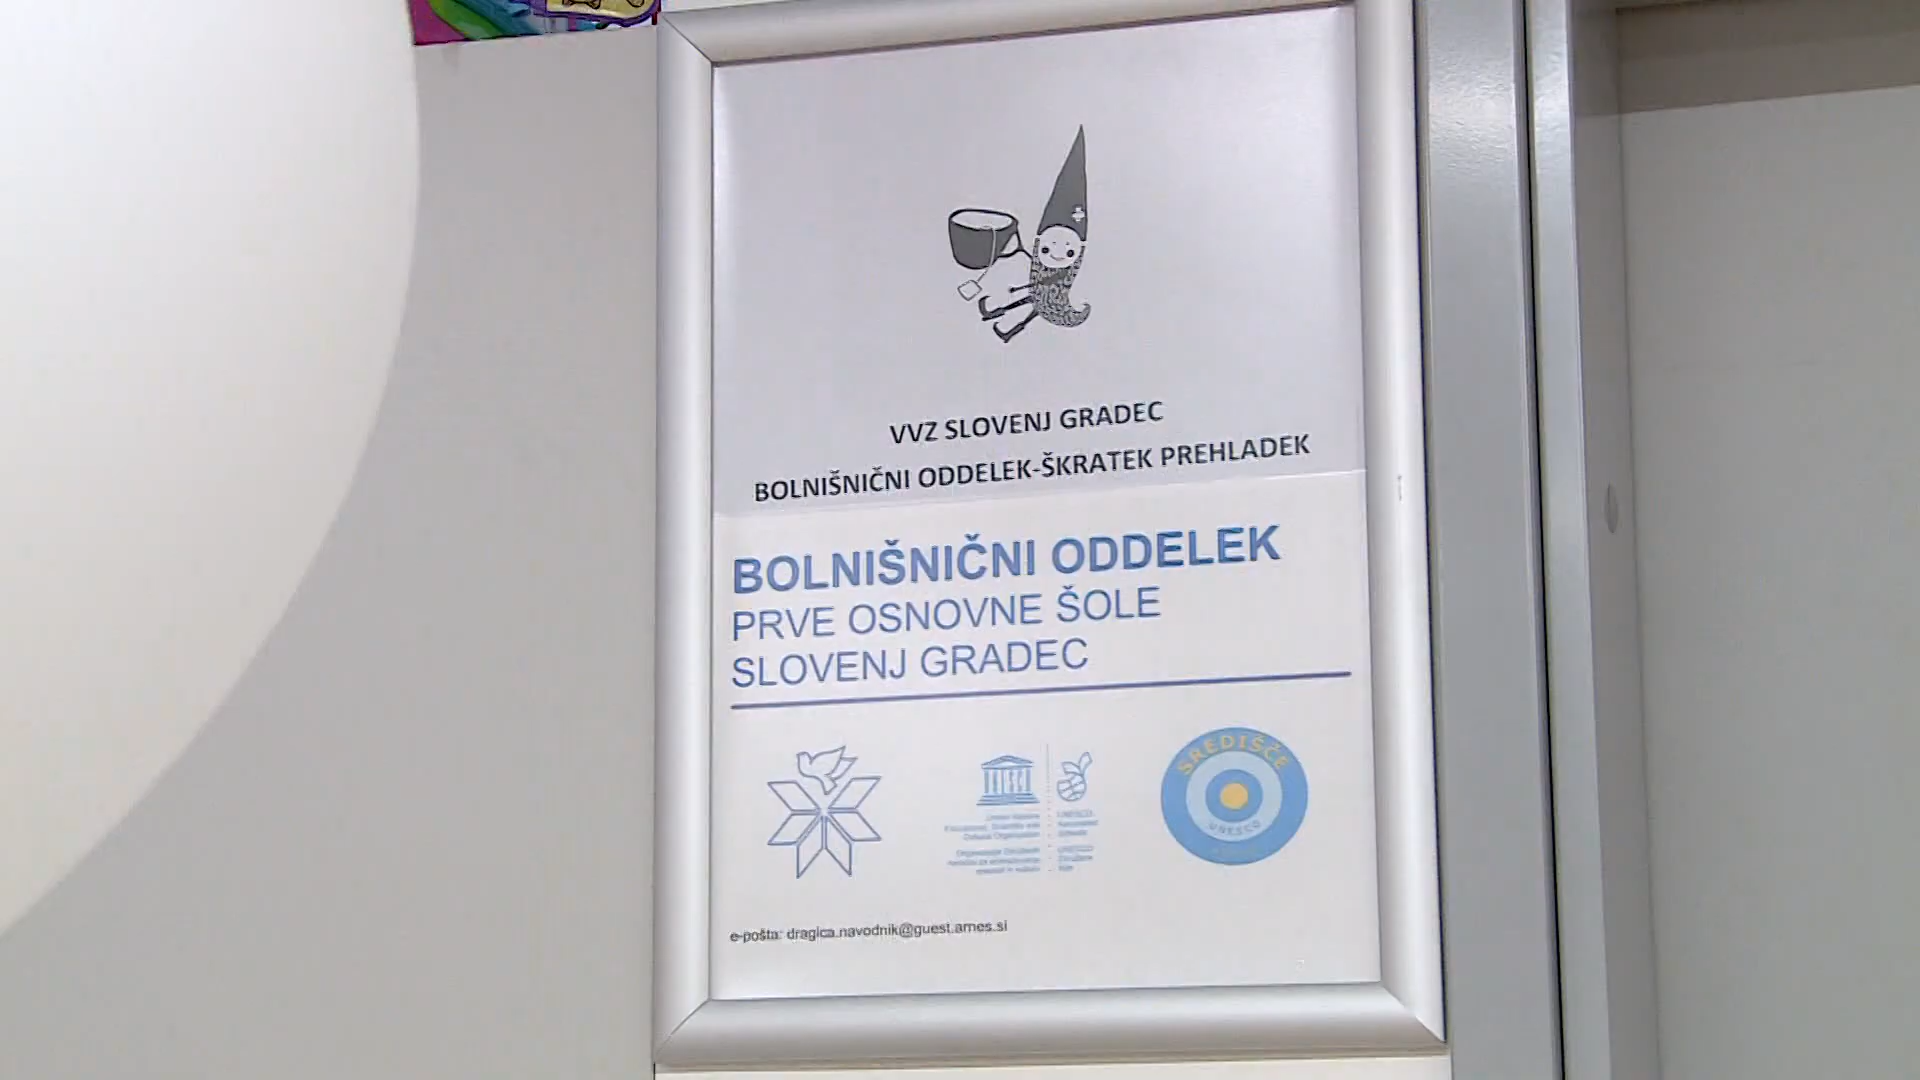 VVZ SLOVENJ GRADEC
BOLNIŠNIČNI ODDELEK-ŠKRATEK PREHLADEK
BOLNIŠNIČNI ODDELEK
PRVE OSNOVNE ŠOLE
SLOVENJ GRADEC
SREDIŠČE
UNESCO
e-pošta: dragica.navodnik@guest.arnes.si